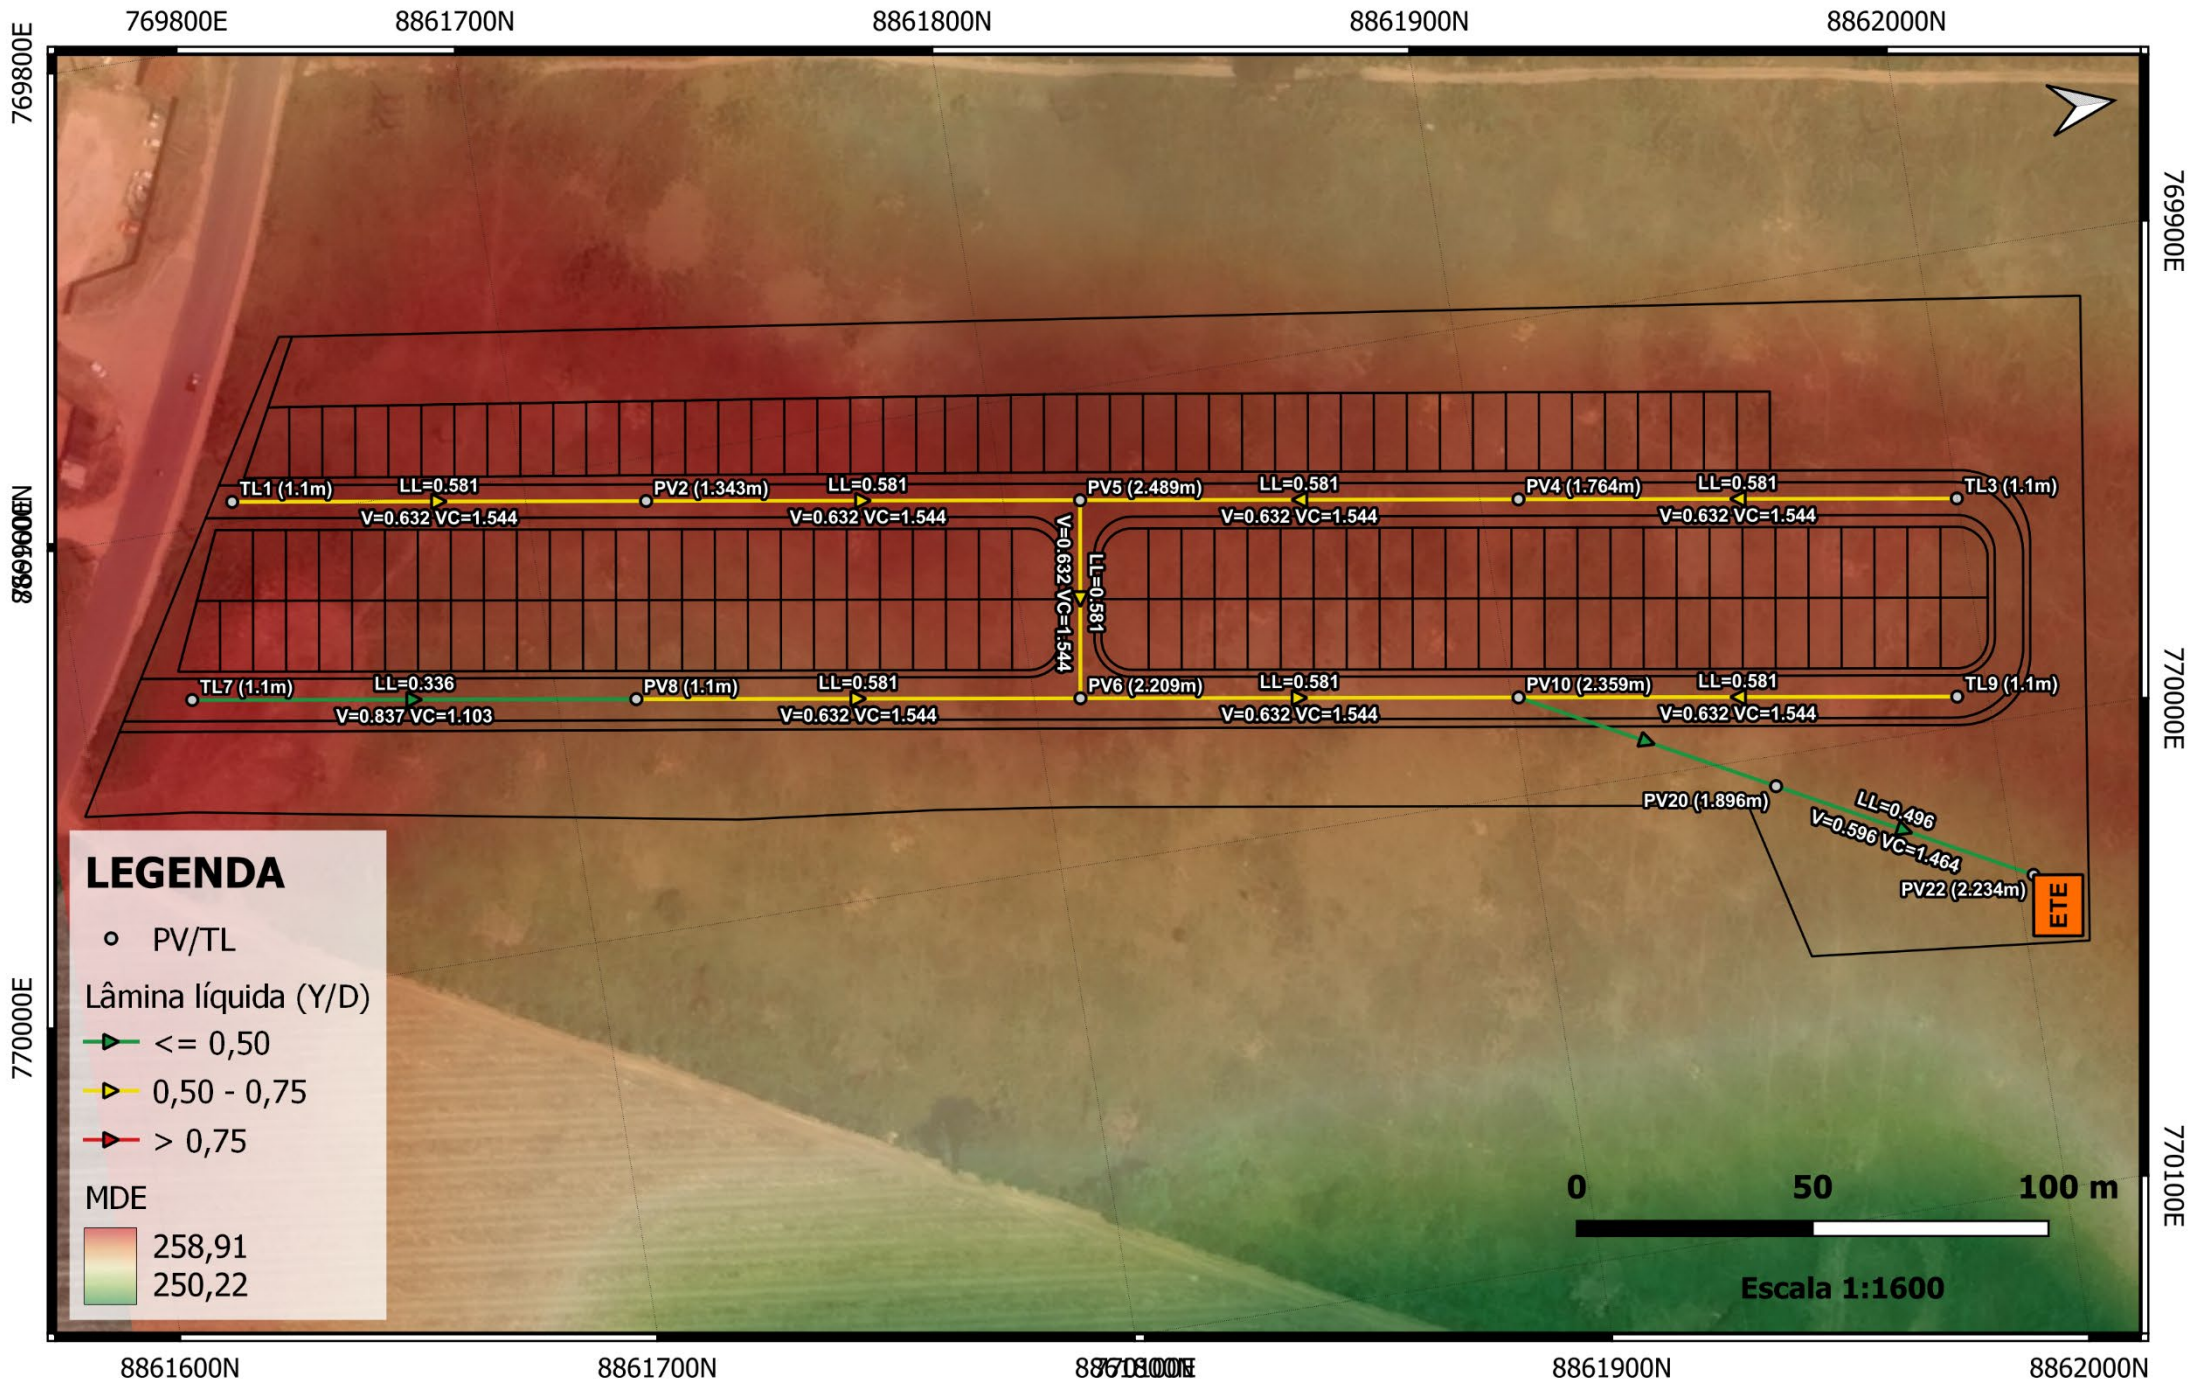 769800E 8861700N 8861800N 8861900N 8862000N
769800E
769900E
TL1 (1.1m) LL=0.581 PV2 (1.343m) LL=0.581 PV5 (2.489m) LL=0.581 PV4 (1.764m) LL=0.581 TL3 (1.1m)
V=0.632 VC=1.544 V=0.632 VC=1.544 V=0.632 VC=1.544 V=0.632 VC=1.544
V=0.632 VC=1.544
LL=0.581
TL7 (1.1m) LL=0.336 PV8 (1.1m) LL=0.581 PV6 (2.209m) LL=0.581 PV10 (2.359m) LL=0.581 TL9 (1.1m)
V=0.837 VC=1.103 V=0.632 VC=1.544 V=0.632 VC=1.544 V=0.632 VC=1.544
770000E
PV20 (1.896m)
LL=0.496
V=0.596 VC=1.464
PV22 (2.234m)
ETE
LEGENDA
PV/TL
Lâmina líquida (Y/D)
<= 0,50
0,50 - 0,75
> 0,75
MDE
258,91
250,22
770000E
770100E
0 50 100 m
Escala 1:1600
8861600N 8861700N 8861900N 8862000N